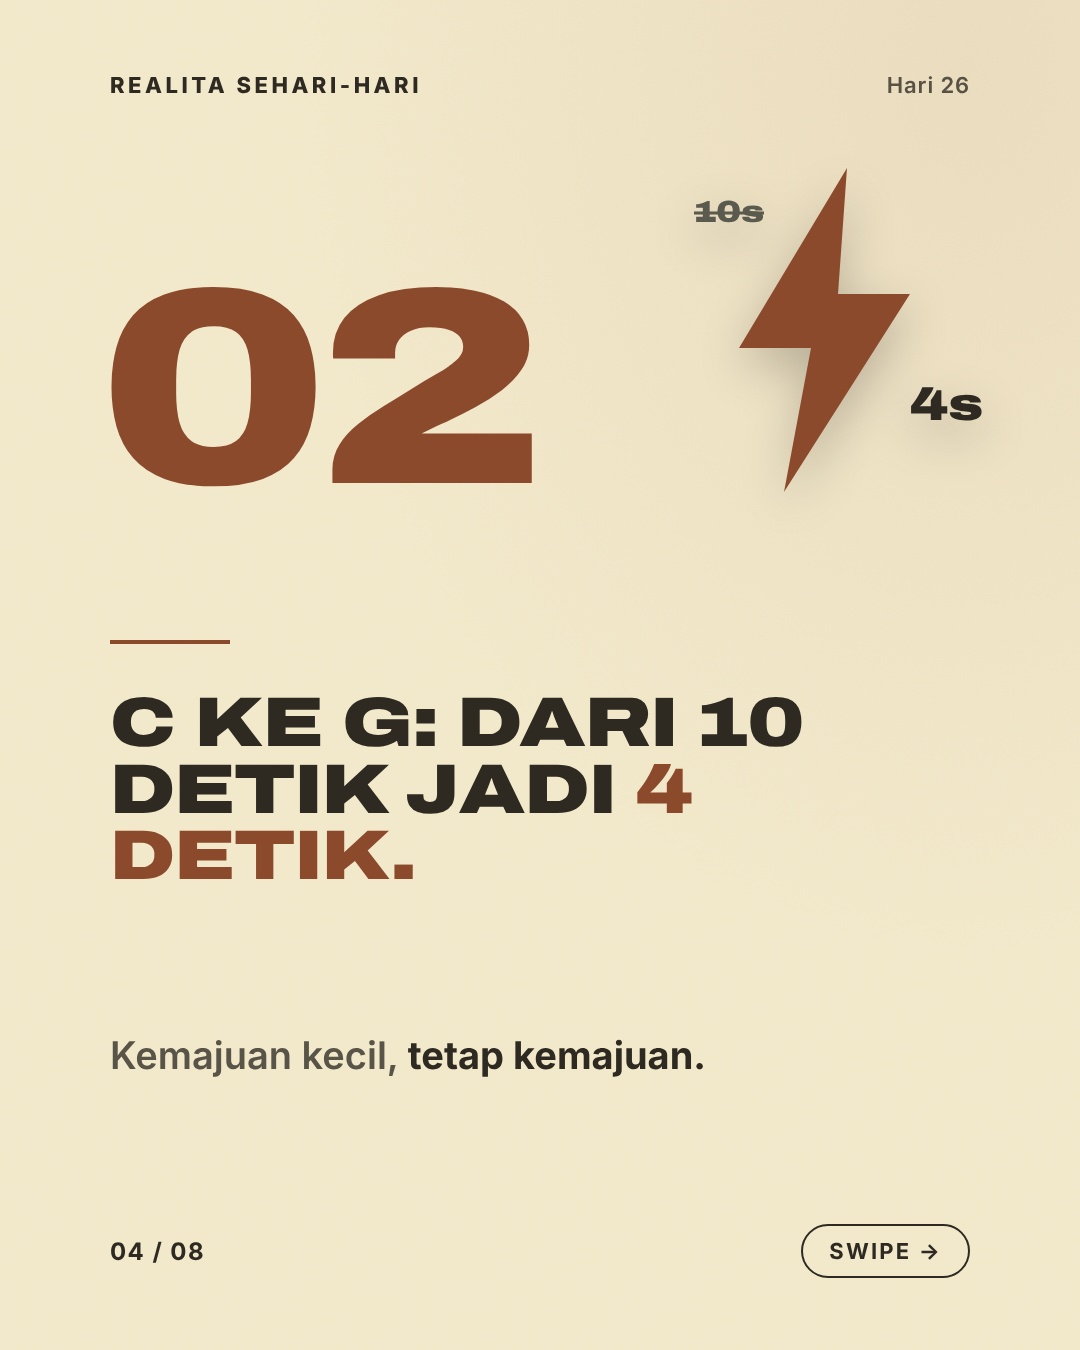 REALITA SEHARI-HARI
Hari 26
10s
02
4s
C KE G: DARI 10
DETIK JADI 4
DETIK.
Kemajuan kecil, tetap kemajuan.
04 / 08
SWIPE →